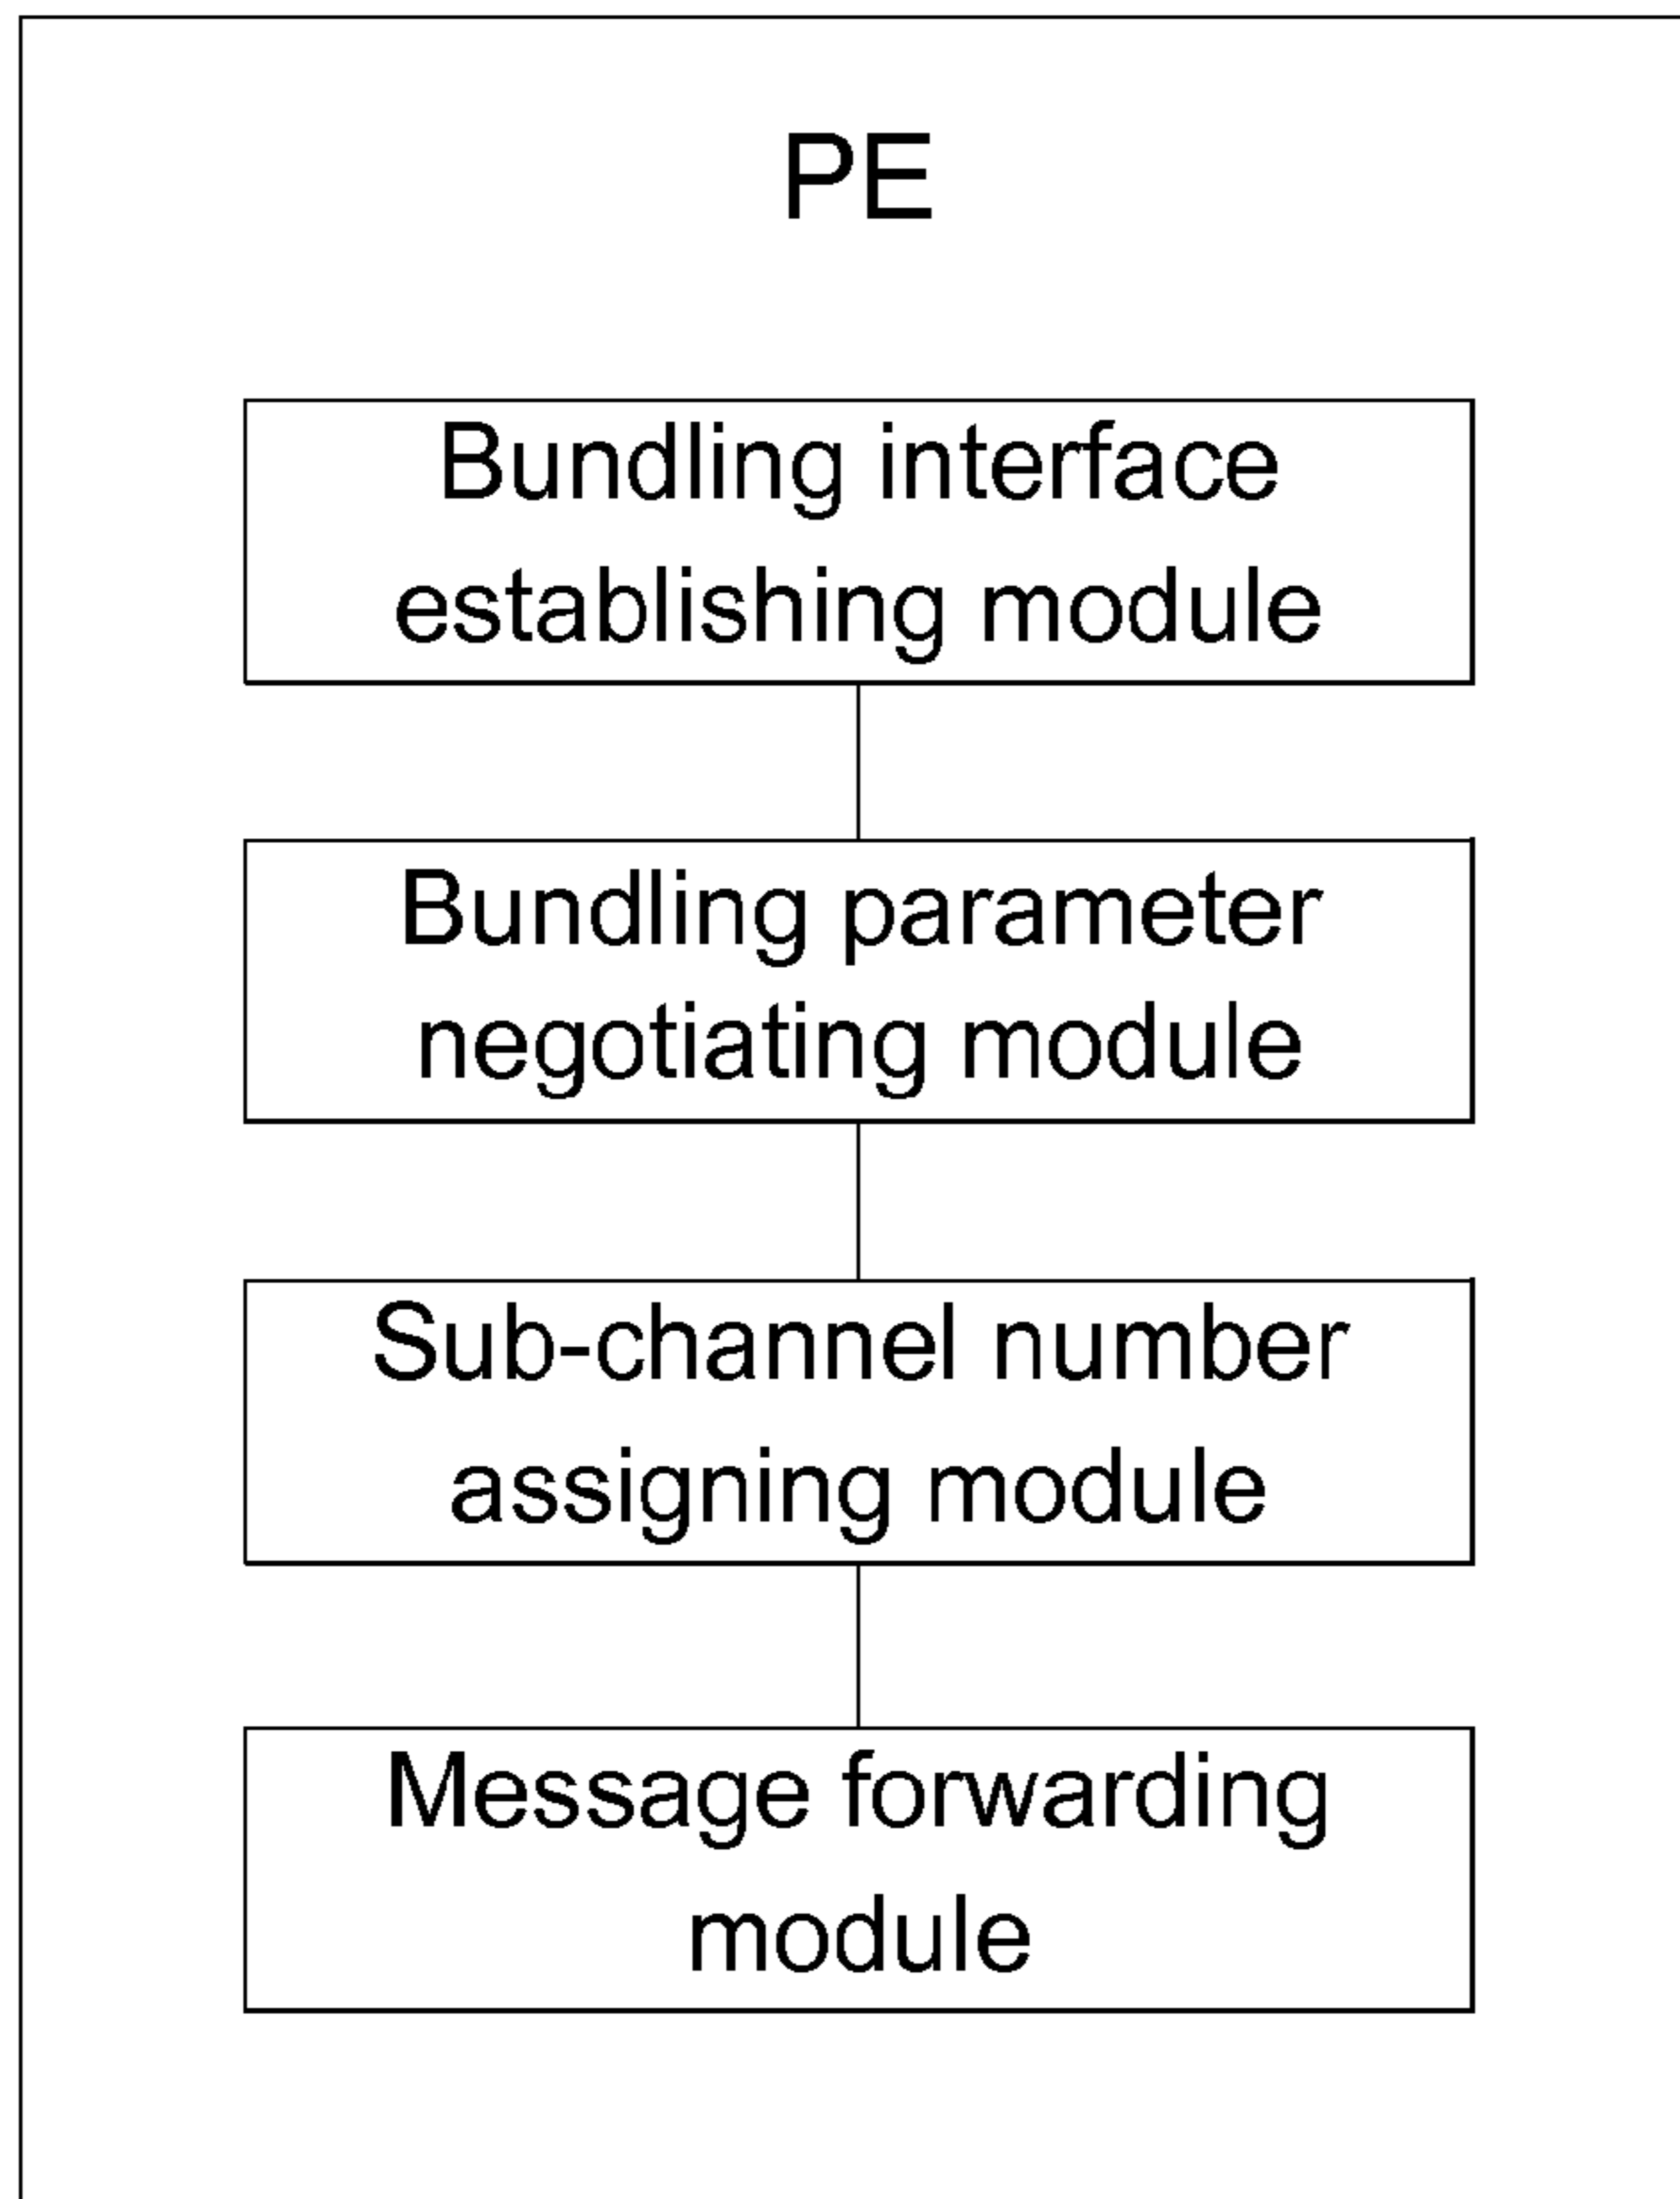 PE
Bundling interface
establishing module
Bundling parameter
negotiating module
Sub-channel number
assigning module
Message forwarding
module